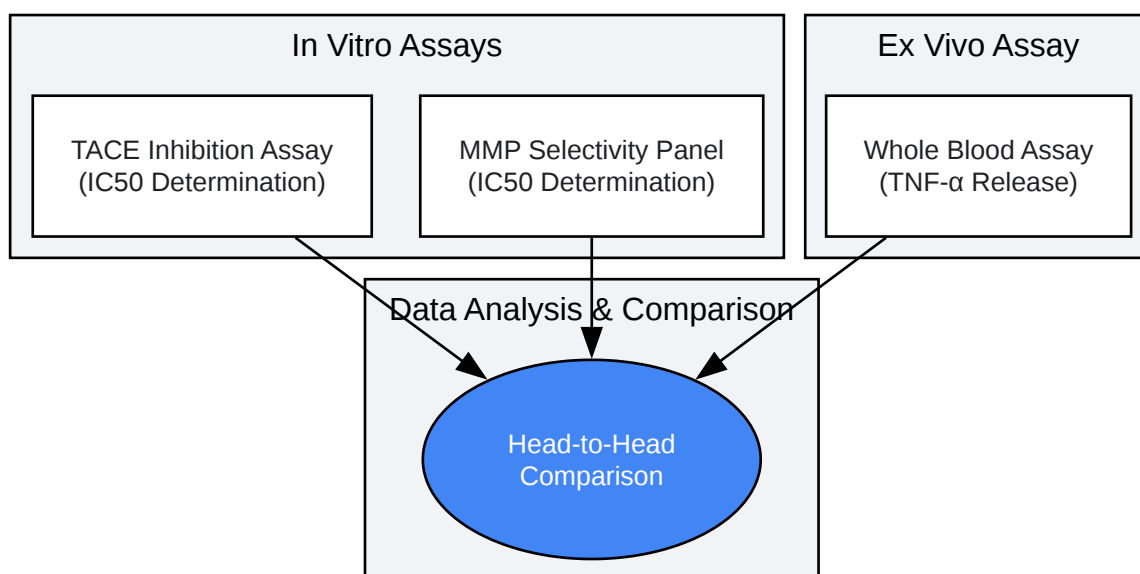 In Vitro Assays
TACE Inhibition Assay
(IC50 Determination)
MMP Selectivity Panel
(IC50 Determination)
Ex Vivo Assay
Whole Blood Assay
(TNF-α Release)
Data Analysis & Comparison
Head-to-Head
Comparison